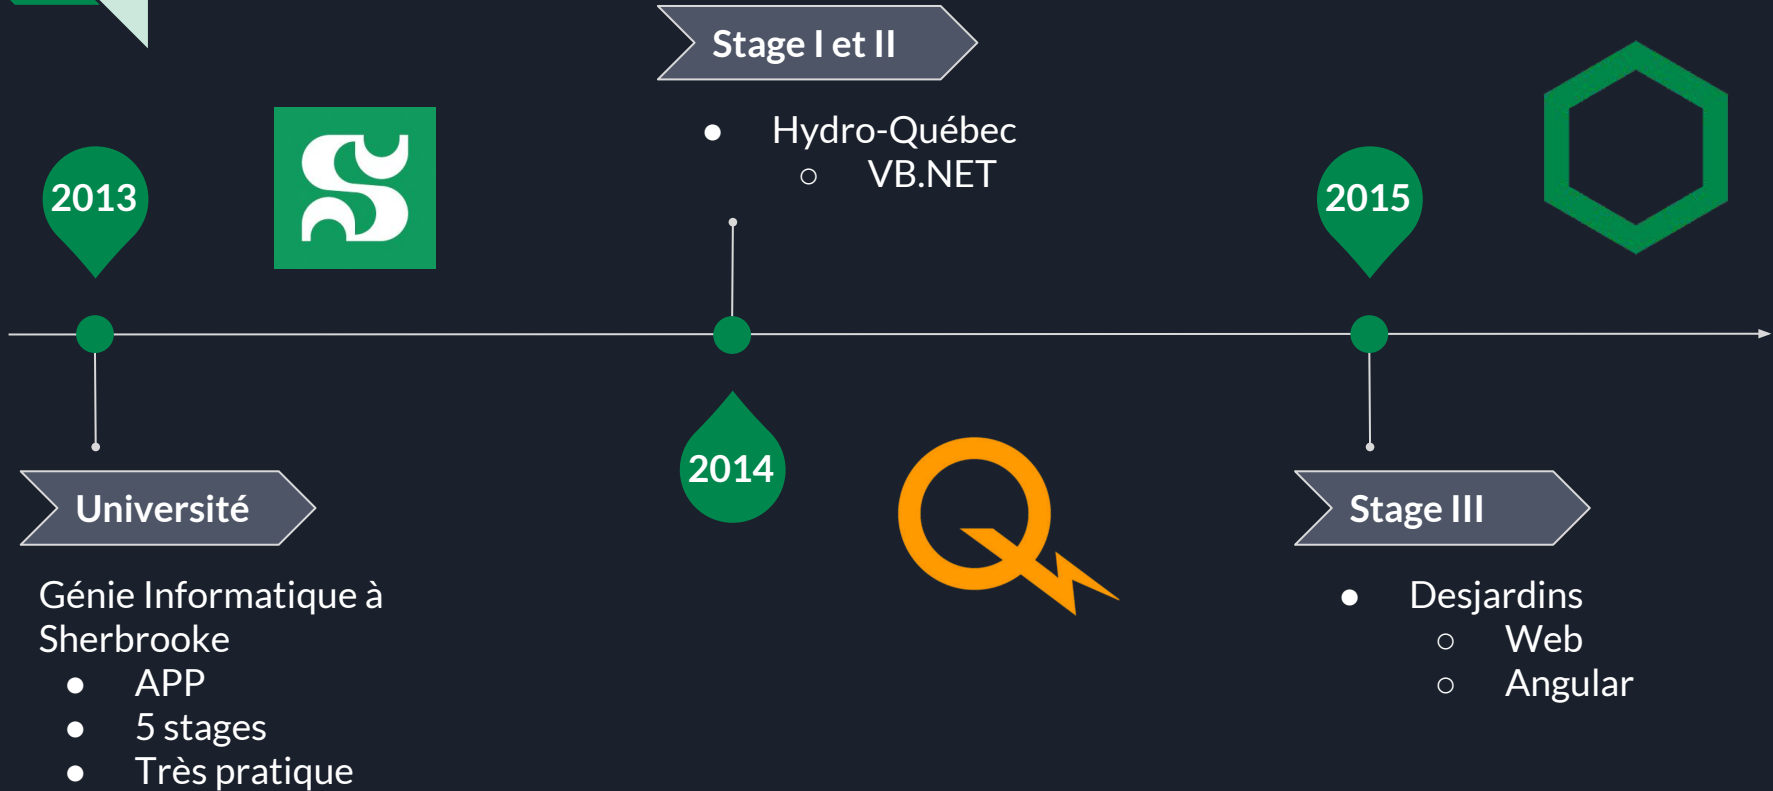 2013
Université
Génie Informatique à
Sherbrooke
● APP
● 5 stages
● Très pratique
Stage I et II
● Hydro-Québec
○ VB.NET
2014
2015
Stage III
● Desjardins
○ Web
○ Angular